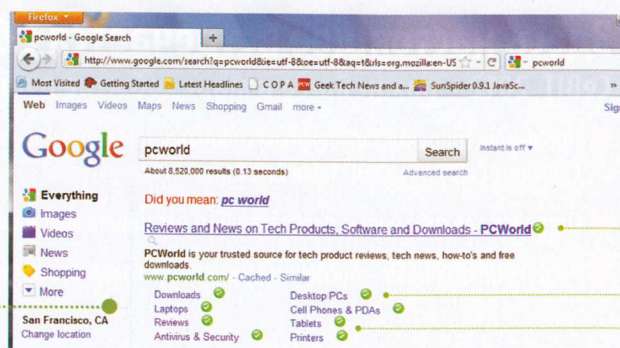 Firefox
pcworld - Google Search
http://www.google.com/search?q=pcworld&ie=utf-8&oe=utf-8&aq=t&rls=org.mozilla:en-US
pcworld
Most Visited Getting Started Latest Headlines C O P A Geek Tech News and a... SunSpider 0.9.1 JavaSc...
Web Images Videos Maps News Shopping Gmail more
Sig
Google
pcworld
Search
Instant is off
About 8,520,000 results (0.13 seconds)
Advanced search
Everything
Images
Videos
News
Shopping
More
San Francisco, CA
Change location
Did you mean: pc world
Reviews and News on Tech Products, Software and Downloads - PCWorld
PCWorld is your trusted source for tech product reviews, tech news, how-to's and free
downloads.
www.pcworld.com/ - Cached - Similar
Downloads Desktop PCs
Laptops Cell Phones & PDAs
Reviews Tablets
Antivirus & Security Printers